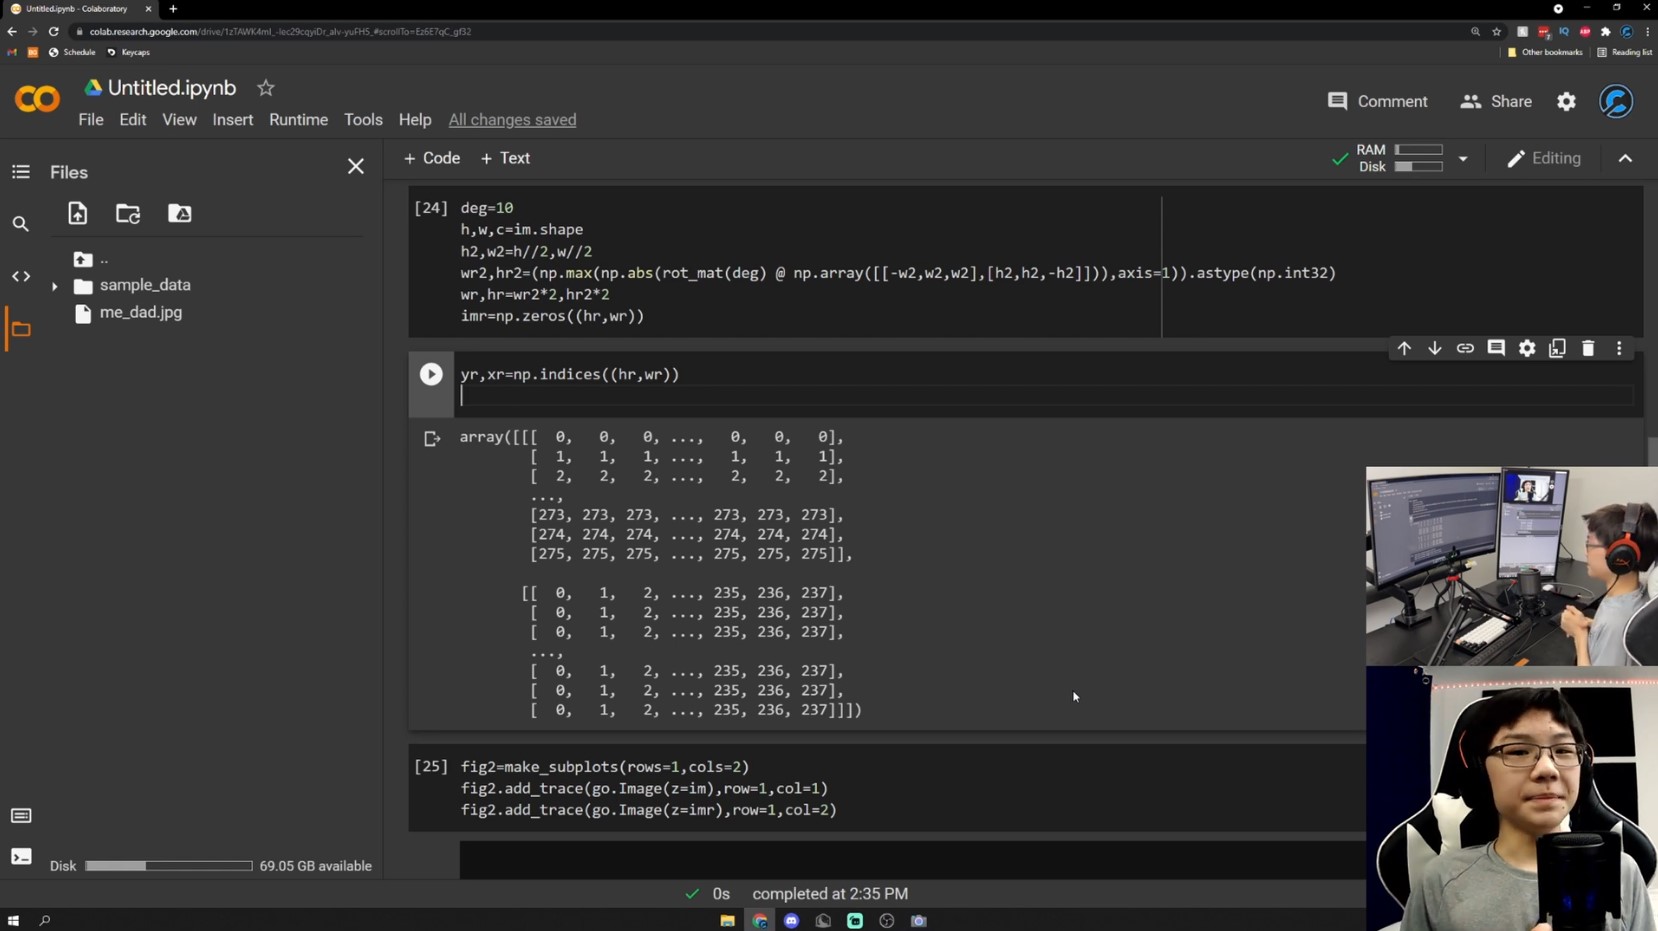 Untitled.ipynb - Colaboratory
colab.research.google.com/drive/1zTAWK4mI_-Iec29cqyiDr_aIv-yuFH5_#scrollTo=Ez6E7qC_gf32
Schedule
Keycaps
Other bookmarks
Reading list
CO
Untitled.ipynb
Comment
Share
File Edit View Insert Runtime Tools Help All changes saved
Files
+ Code + Text
RAM
Disk
Editing
..
sample_data
me_dad.jpg
[24] deg=10
h,w,c=im.shape
h2,w2=h//2,w//2
wr2,hr2=(np.max(np.abs(rot_mat(deg) @ np.array([[-w2,w2,w2],[h2,h2,-h2]])),axis=1)).astype(np.int32)
wr,hr=wr2*2,hr2*2
imr=np.zeros((hr,wr))
yr,xr=np.indices((hr,wr))
array([[[ 0, 0, 0, ..., 0, 0, 0],
[ 1, 1, 1, ..., 1, 1, 1],
[ 2, 2, 2, ..., 2, 2, 2],
...,
[273, 273, 273, ..., 273, 273, 273],
[274, 274, 274, ..., 274, 274, 274],
[275, 275, 275, ..., 275, 275, 275]],
[[ 0, 1, 2, ..., 235, 236, 237],
[ 0, 1, 2, ..., 235, 236, 237],
[ 0, 1, 2, ..., 235, 236, 237],
...,
[ 0, 1, 2, ..., 235, 236, 237],
[ 0, 1, 2, ..., 235, 236, 237],
[ 0, 1, 2, ..., 235, 236, 237]]])
[25] fig2=make_subplots(rows=1,cols=2)
fig2.add_trace(go.Image(z=im),row=1,col=1)
fig2.add_trace(go.Image(z=imr),row=1,col=2)
Disk
69.05 GB available
0s completed at 2:35 PM